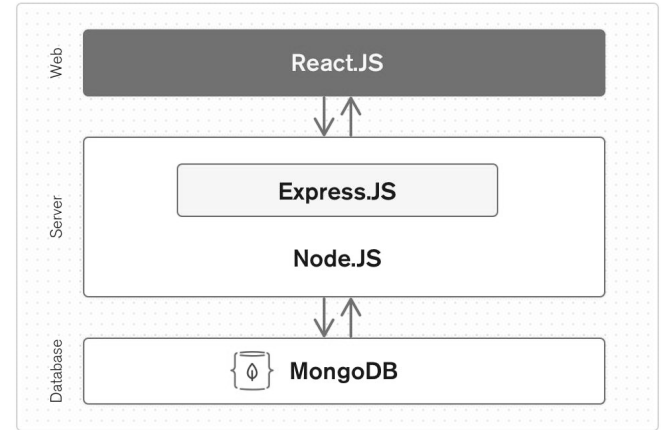 Web
React.JS
Server
Express.JS
Node.JS
Database
MongoDB